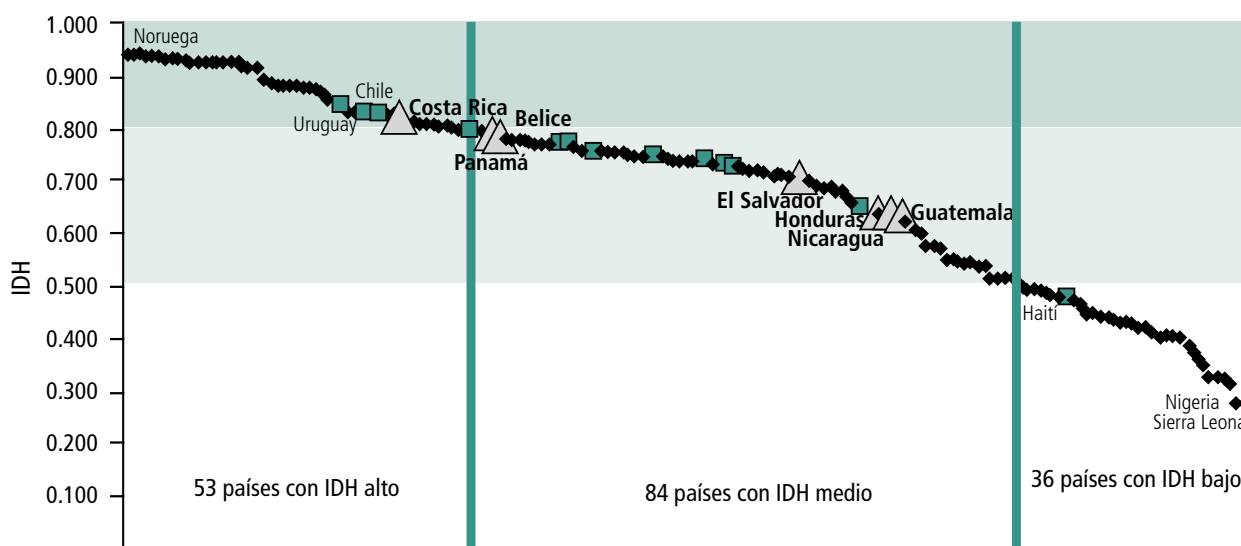 1.000
0.900
0.800
0.700
0.600
0.500
0.400
0.300
0.200
0.100
IDH
Noruega
Chile
Uruguay
Costa Rica
Belice
Panamá
El Salvador
Honduras
Nicaragua
Guatemala
Haití
Nigeria
Sierra Leona
53 países con IDH alto
84 países con IDH medio
36 países con IDH bajo